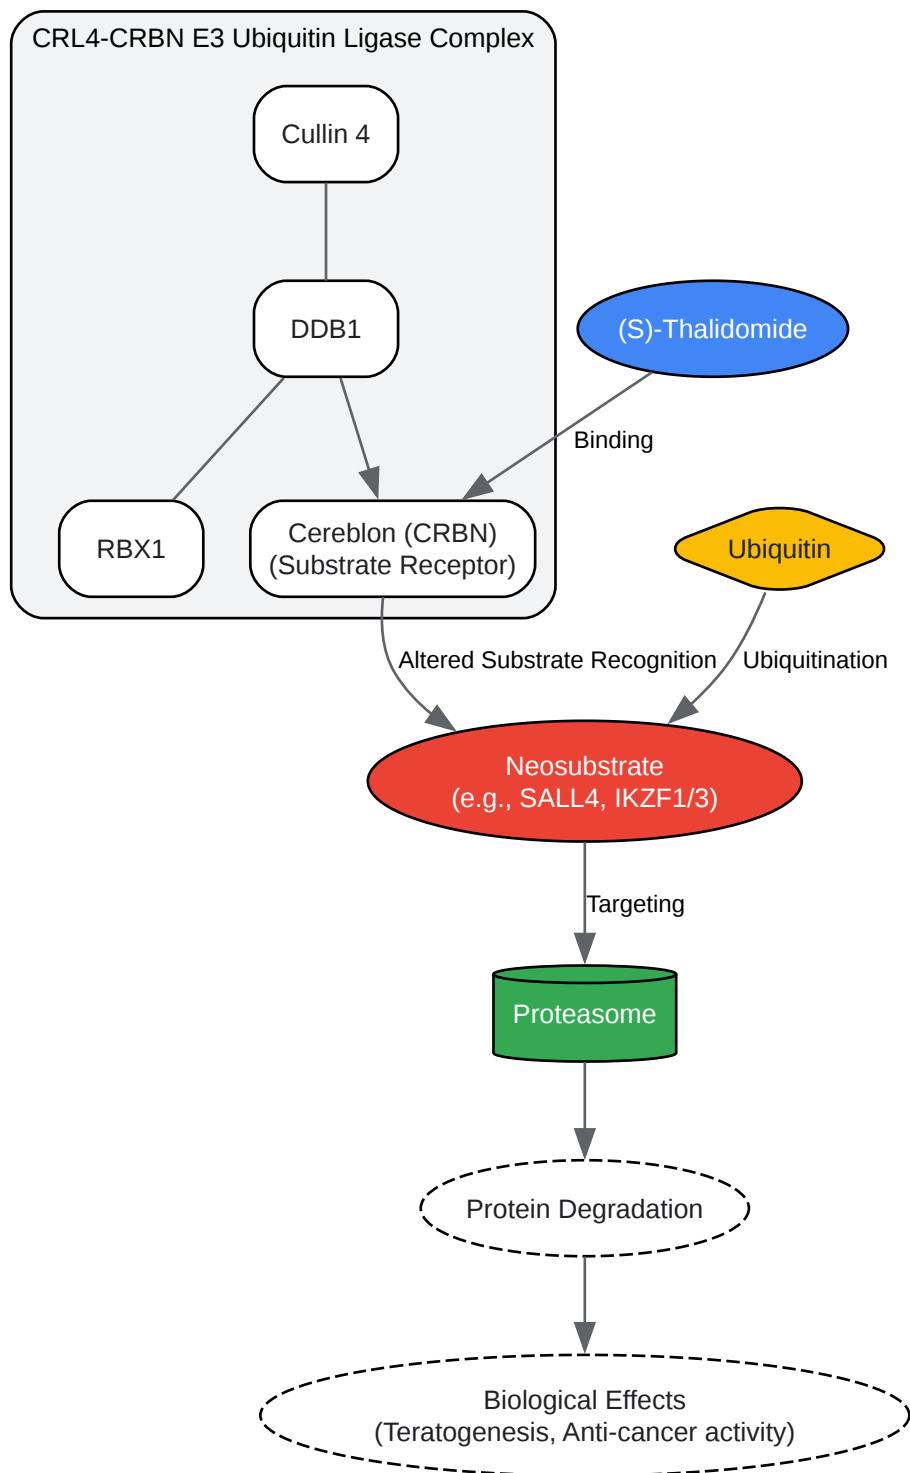 CRL4-CRBN E3 Ubiquitin Ligase Complex
Cullin 4
DDB1
(S)-Thalidomide
Binding
RBX1
Cereblon (CRBN)
(Substrate Receptor)
Ubiquitin
Altered Substrate Recognition
Ubiquitination
Neosubstrate
(e.g., SALL4, IKZF1/3)
Targeting
Proteasome
Protein Degradation
Biological Effects
(Teratogenesis, Anti-cancer activity)